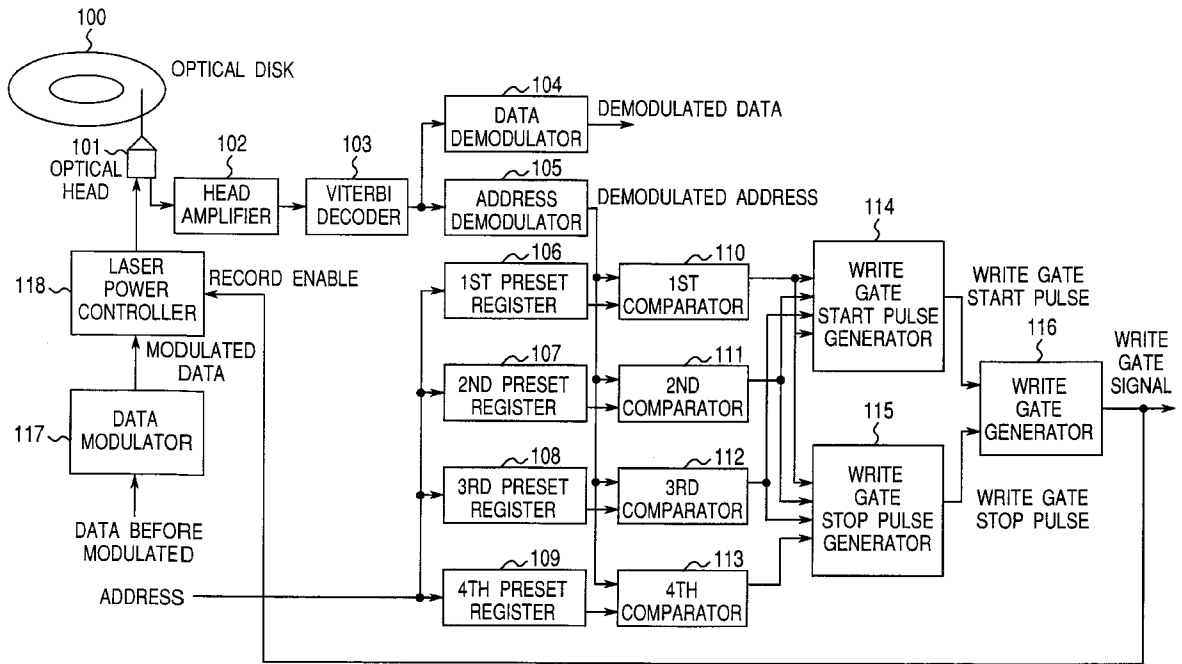 100
OPTICAL DISK
101
OPTICAL
HEAD
102
HEAD
AMPLIFIER
103
VITERBI
DECODER
104
DATA
DEMODULATOR
DEMODULATED DATA
105
ADDRESS
DEMODULATOR
DEMODULATED ADDRESS
118
LASER
POWER
CONTROLLER
RECORD ENABLE
MODULATED
DATA
117
DATA
MODULATOR
DATA BEFORE
MODULATED
ADDRESS
106
1ST PRESET
REGISTER
107
2ND PRESET
REGISTER
108
3RD PRESET
REGISTER
109
4TH PRESET
REGISTER
110
1ST
COMPARATOR
111
2ND
COMPARATOR
112
3RD
COMPARATOR
113
4TH
COMPARATOR
114
WRITE
GATE
START PULSE
GENERATOR
WRITE GATE
START PULSE
115
WRITE
GATE
STOP PULSE
GENERATOR
WRITE GATE
STOP PULSE
116
WRITE
GATE
GENERATOR
WRITE
GATE
SIGNAL